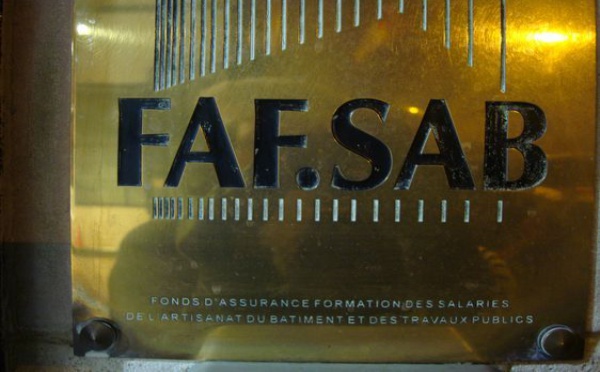 FAF.SAB
FONDS D'ASSURANCE FORMATION DES SALARIES
DE L'ARTISANAT DU BATIMENT ET DES TRAVAUX PUBLICS